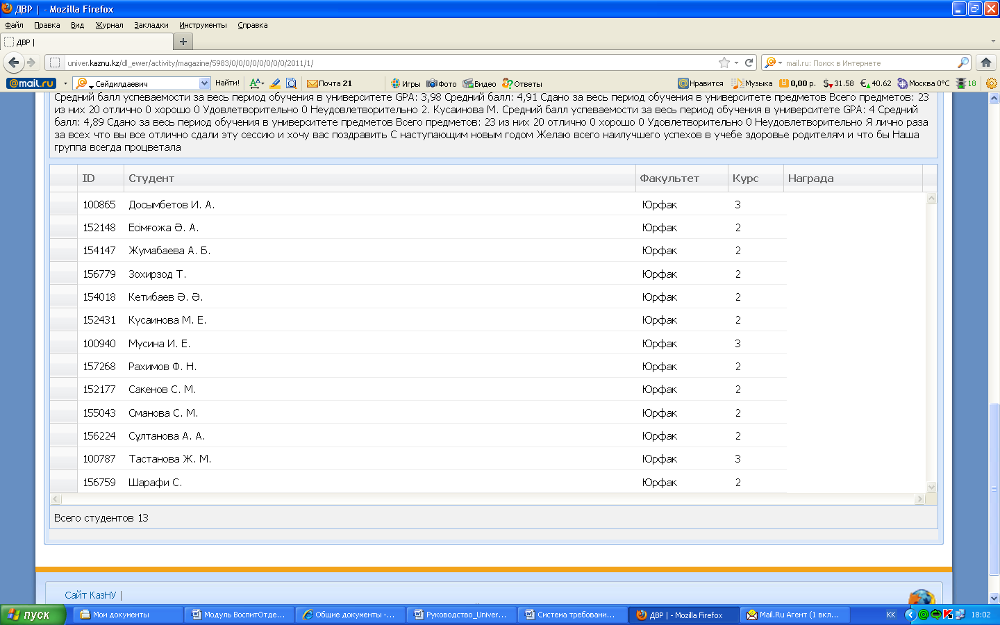 ДВР | - Mozilla Firefox
Файл Правка Вид Журнал Закладки Инструменты Справка
ДВР |
univer.kaznu.kz/dl_ewer/activity/magazine/5983/0/0/0/0/0/0/0/0/2011/1/
mail.ru: Поиск в Интернете
@mail.ru Сейдилдаевич Найти! Почта 21 Игры Фото Видео Ответы Нравится Музыка 0,00 р. $ 31.58 € 40.62 Москва 0°C 18
Средний балл успеваемости за весь период обучения в университете GPA: 3,98 Средний балл: 4,91 Сдано за весь период обучения в университете предметов Всего предметов: 23
из них 20 отлично 0 хорошо 0 Удовлетворительно 0 Неудовлетворительно 2. Кусаинова М. Средний балл успеваемости за весь период обучения в университете GPA: 4 Средний
балл: 4,89 Сдано за весь период обучения в университете предметов Всего предметов: 23 из них 20 отлично 0 хорошо 0 Удовлетворительно 0 Неудовлетворительно Я лично раза
за всех что вы все отлично сдали эту сессию и хочу вас поздравить С наступающим новым годом Желаю всего наилучшего успехов в учебе здоровье родителям и что бы Наша
группа всегда процветала
ID Студент Факультет Курс Награда
100865 Досымбетов И. А. Юрфак 3
152148 Есімғожа Ә. А. Юрфак 2
154147 Жумабаева А. Б. Юрфак 2
156779 Зохирзод Т. Юрфак 2
154018 Кетибаев Ә. Ә. Юрфак 2
152431 Кусаинова М. Е. Юрфак 2
100940 Мусина И. Е. Юрфак 3
157268 Рахимов Ф. Н. Юрфак 2
152177 Сакенов С. М. Юрфак 2
155043 Сманова С. М. Юрфак 2
156224 Сұлтанова А. А. Юрфак 2
100787 Тастанова Ж. М. Юрфак 3
156759 Шарафи С. Юрфак 2
Всего студентов 13
Сайт КазНУ |
пуск Мои документы Модуль ВоспитОтде... Общие документы -... Руководство_Univer... Система требовани... ДВР | - Mozilla Firefox Mail.Ru Агент (1 вкл... KK 18:02